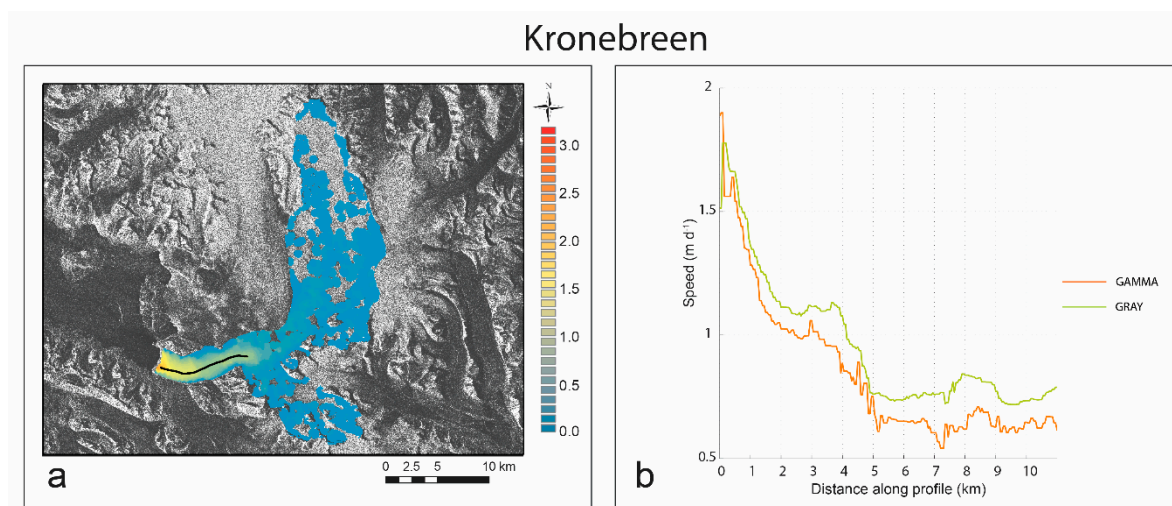 Kronebreen
N
3.0
2.5
2.0
1.5
1.0
0.5
0.0
0 2.5 5 10 km
a
2
1.5
1
0.5
Speed (m d⁻¹)
0 1 2 3 4 5 6 7 8 9 10
Distance along profile (km)
GAMMA
GRAY
b